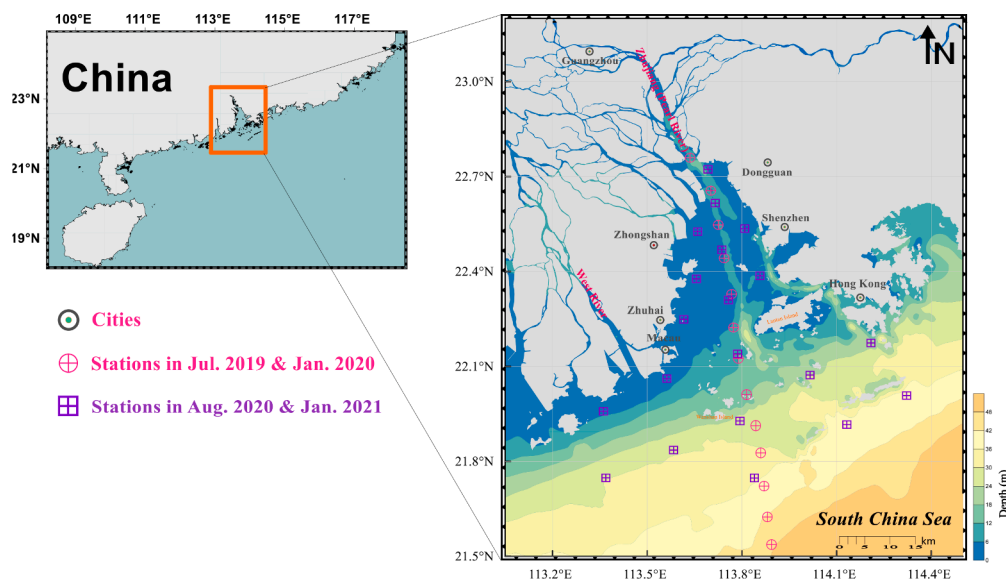 109°E 111°E 113°E 115°E 117°E
China
23°N
21°N
19°N
Cities
Stations in Jul. 2019 & Jan. 2020
Stations in Aug. 2020 & Jan. 2021
N
23.0°N
22.7°N
22.4°N
22.1°N
21.8°N
21.5°N
Guangzhou
Dongguan
Shenzhen
Zhongshan
Hong Kong
Zhuhai
Macau
West River
South China Sea
0 5 10 15 km
113.2°E 113.5°E 113.8°E 114.1°E 114.4°E
48
42
36
30
24
18
12
6
0
Depth (m)